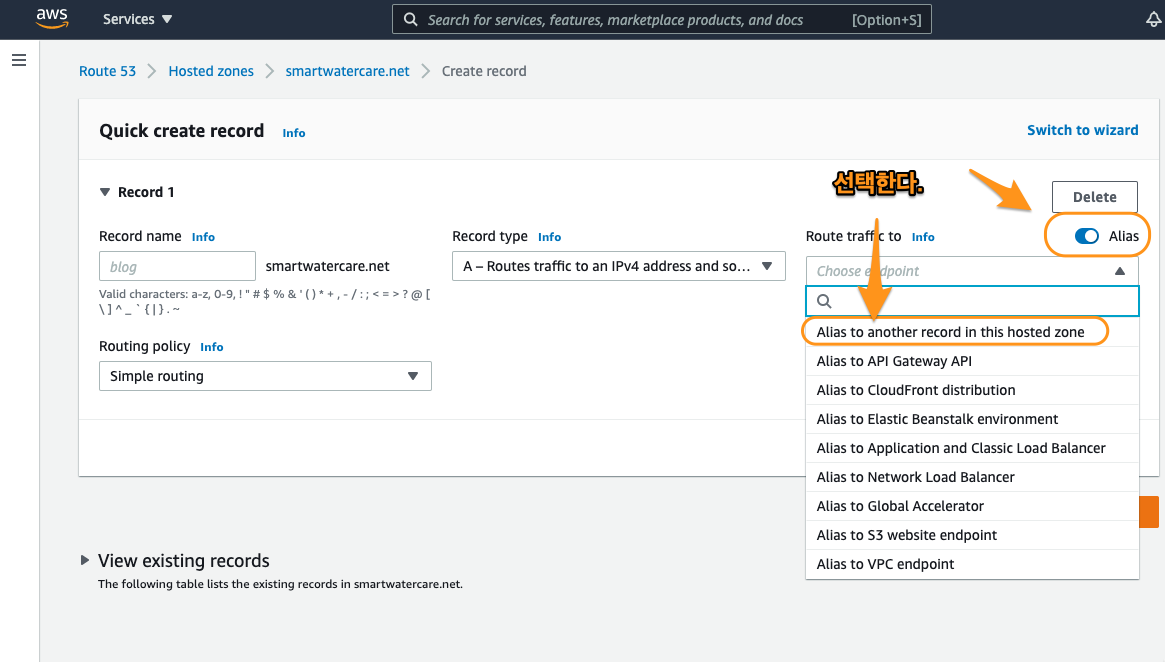 aws Services Search for services, features, marketplace products, and docs [Option+S]
Route 53 Hosted zones smartwatercare.net Create record
Quick create record Info Switch to wizard
선택한다.
Record 1 Delete
Record name Info Record type Info Route traffic to Info Alias
blog smartwatercare.net A – Routes traffic to an IPv4 address and so... Choose endpoint
Valid characters: a-z, 0-9, ! " # $ % & ' ( ) * + , - / : ; < = > ? @ [
\ ] ^ _ ` { | } . ~
Alias to another record in this hosted zone
Routing policy Info
Simple routing
Alias to API Gateway API
Alias to CloudFront distribution
Alias to Elastic Beanstalk environment
Alias to Application and Classic Load Balancer
Alias to Network Load Balancer
Alias to Global Accelerator
Alias to S3 website endpoint
Alias to VPC endpoint
View existing records
The following table lists the existing records in smartwatercare.net.